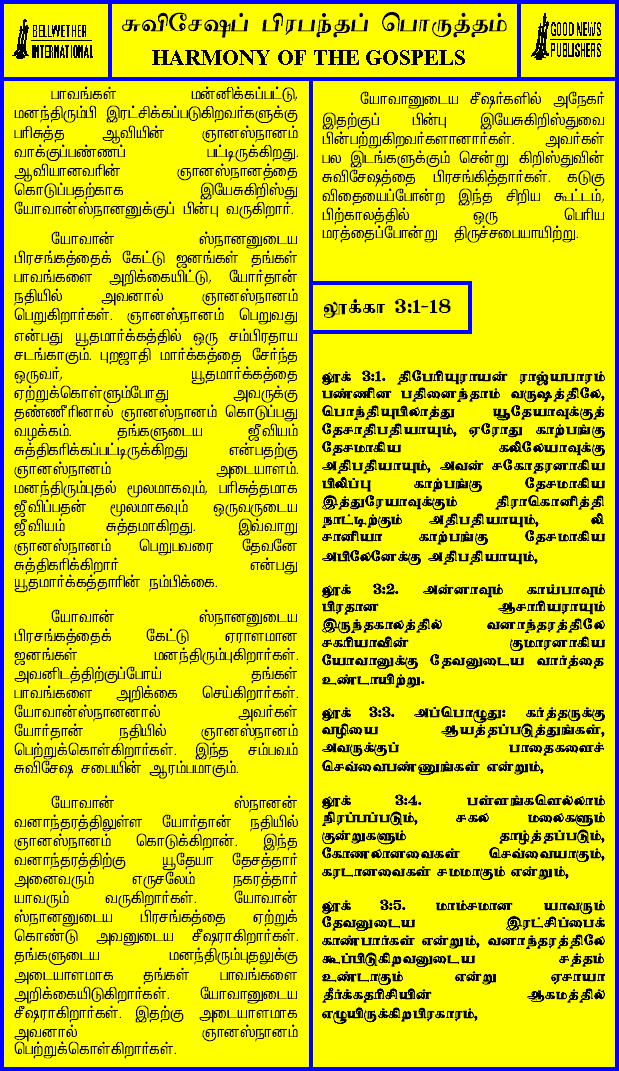 BELLWETHER
INTERNATIONAL
சுவிசேஷப் பிரபந்தப் பொருத்தம்
HARMONY OF THE GOSPELS
GOOD NEWS
PUBLISHERS
பாவங்கள் மன்னிக்கப்பட்டு,
மனந்திரும்பி இரட்சிக்கப்படுகிறவர்களுக்கு
பரிசுத்த ஆவியின் ஞானஸ்நானம்
வாக்குப்பண்ணப் பட்டிருக்கிறது.
ஆவியானவரின் ஞானஸ்நானத்தை
கொடுப்பதற்காக இயேசுகிறிஸ்து
யோவான்ஸ்நானனுக்குப் பின்பு வருகிறார்.
யோவான் ஸ்நானனுடைய
பிரசங்கத்தைக் கேட்டு ஜனங்கள் தங்கள்
பாவங்களை அறிக்கையிட்டு, யோர்தான்
நதியில் அவனால் ஞானஸ்நானம்
பெறுகிறார்கள். ஞானஸ்நானம் பெறுவது
என்பது யூதமார்க்கத்தில் ஒரு சம்பிரதாய
சடங்காகும். புறஜாதி மார்க்கத்தை சேர்ந்த
ஒருவர், யூதமார்க்கத்தை
ஏற்றுக்கொள்ளும்போது அவருக்கு
தண்ணீரினால் ஞானஸ்நானம் கொடுப்பது
வழக்கம். தங்களுடைய ஜீவியம்
சுத்திகரிக்கப்பட்டிருக்கிறது என்பதற்கு
ஞானஸ்நானம் அடையாளம்.
மனந்திரும்புதல் மூலமாகவும், பரிசுத்தமாக
ஜீவிப்பதன் மூலமாகவும் ஒருவருடைய
ஜீவியம் சுத்தமாகிறது. இவ்வாறு
ஞானஸ்நானம் பெறுபவரை தேவனே
சுத்திகரிக்கிறார் என்பது
யூதமார்க்கத்தாரின் நம்பிக்கை.
யோவான் ஸ்நானனுடைய
பிரசங்கத்தைக் கேட்டு ஏராளமான
ஜனங்கள் மனந்திரும்புகிறார்கள்.
அவனிடத்திற்குப்போய் தங்கள்
பாவங்களை அறிக்கை செய்கிறார்கள்.
யோவான்ஸ்நானனால் அவர்கள்
யோர்தான் நதியில் ஞானஸ்நானம்
பெற்றுக்கொள்கிறார்கள். இந்த சம்பவம்
சுவிசேஷ சபையின் ஆரம்பமாகும்.
யோவான் ஸ்நானன்
வனாந்தரத்திலுள்ள யோர்தான் நதியில்
ஞானஸ்நானம் கொடுக்கிறான். இந்த
வனாந்தரத்திற்கு யூதேயா தேசத்தார்
அனைவரும் எருசலேம் நகரத்தார்
யாவரும் வருகிறார்கள். யோவான்
ஸ்நானனுடைய பிரசங்கத்தை ஏற்றுக்
கொண்டு அவனுடைய சீஷராகிறார்கள்.
தங்களுடைய மனந்திரும்புதலுக்கு
அடையாளமாக தங்கள் பாவங்களை
அறிக்கையிடுகிறார்கள். யோவானுடைய
சீஷராகிறார்கள். இதற்கு அடையாளமாக
அவனால் ஞானஸ்நானம்
பெற்றுக்கொள்கிறார்கள்.
யோவானுடைய சீஷர்களில் அநேகர்
இதற்குப் பின்பு இயேசுகிறிஸ்துவை
பின்பற்றுகிறவர்களானார்கள். அவர்கள்
பல இடங்களுக்கும் சென்று கிறிஸ்துவின்
சுவிசேஷத்தை பிரசங்கித்தார்கள். கடுகு
விதையைப்போன்ற இந்த சிறிய கூட்டம்,
பிற்காலத்தில் ஒரு பெரிய
மரத்தைப்போன்று திருச்சபையாயிற்று.
லூக்கா 3:1-18
லூக் 3:1. திபேரியுராயன் ராஜ்யபாரம்
பண்ணின பதினைந்தாம் வருஷத்திலே,
பொந்தியுபிலாத்து யூதேயாவுக்குத்
தேசாதிபதியாயும், ஏரோது காற்பங்கு
தேசமாகிய கலிலேயாவுக்கு
அதிபதியாயும், அவன் சகோதரனாகிய
பிலிப்பு காற்பங்கு தேசமாகிய
இத்துரேயாவுக்கும் திராகொனித்தி
நாட்டிற்கும் அதிபதியாயும், லி
சானியா காற்பங்கு தேசமாகிய
அபிலேனேக்கு அதிபதியாயும்,
லூக் 3:2. அன்னாவும் காய்பாவும்
பிரதான ஆசாரியராயும்
இருந்தகாலத்தில் வனாந்தரத்திலே
சகரியாவின் குமாரனாகிய
யோவானுக்கு தேவனுடைய வார்த்தை
உண்டாயிற்று.
லூக் 3:3. அப்பொழுது: கர்த்தருக்கு
வழியை ஆயத்தப்படுத்துங்கள்,
அவருக்குப் பாதைகளைச்
செவ்வைபண்ணுங்கள் என்றும்,
லூக் 3:4. பள்ளங்களெல்லாம்
நிரப்பப்படும், சகல மலைகளும்
குன்றுகளும் தாழ்த்தப்படும்,
கோணலானவைகள் செவ்வையாகும்,
கரடானவைகள் சமமாகும் என்றும்,
லூக் 3:5. மாம்சமான யாவரும்
தேவனுடைய இரட்சிப்பைக்
காண்பார்கள் என்றும், வனாந்தரத்திலே
கூப்பிடுகிறவனுடைய சத்தம்
உண்டாகும் என்று ஏசாயா
தீர்க்கதரிசியின் ஆகமத்தில்
எழுயிருக்கிறபிரகாரம்,